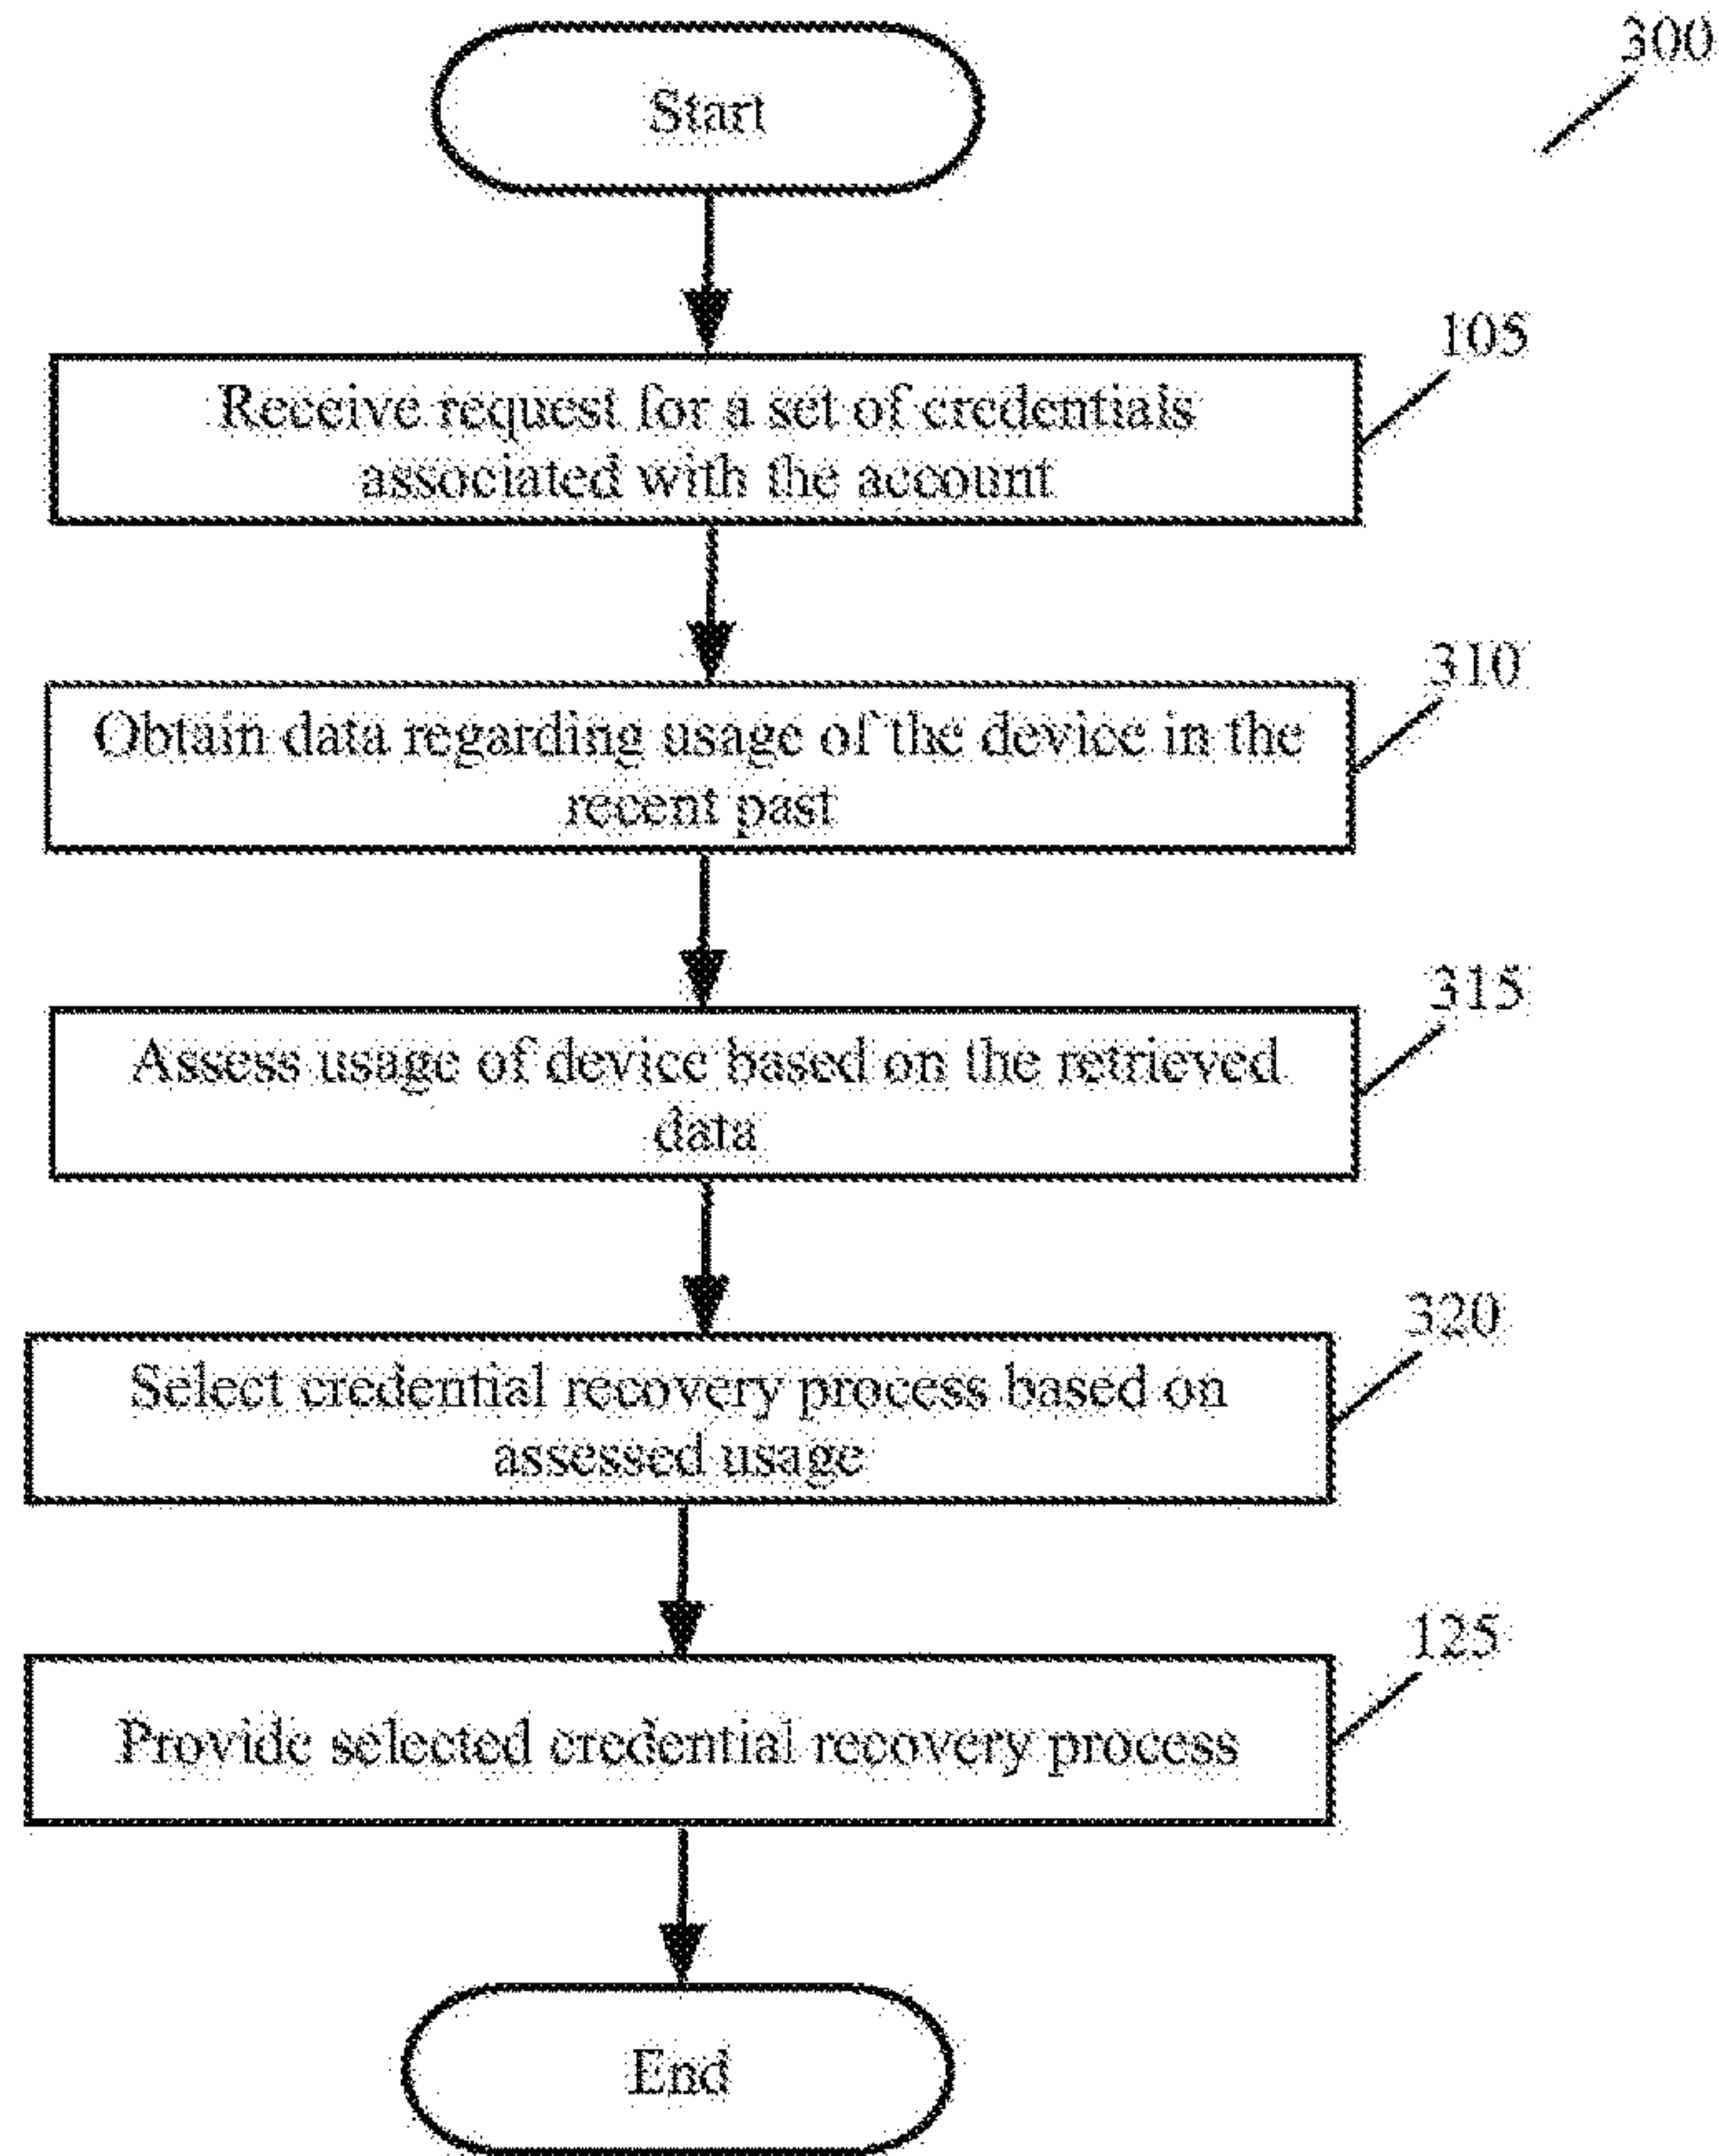 300
Start
105
Receive request for a set of credentials
associated with the account
310
Obtain data regarding usage of the device in the
recent past
315
Assess usage of device based on the retrieved
data
320
Select credential recovery process based on
assessed usage
125
Provide selected credential recovery process
End